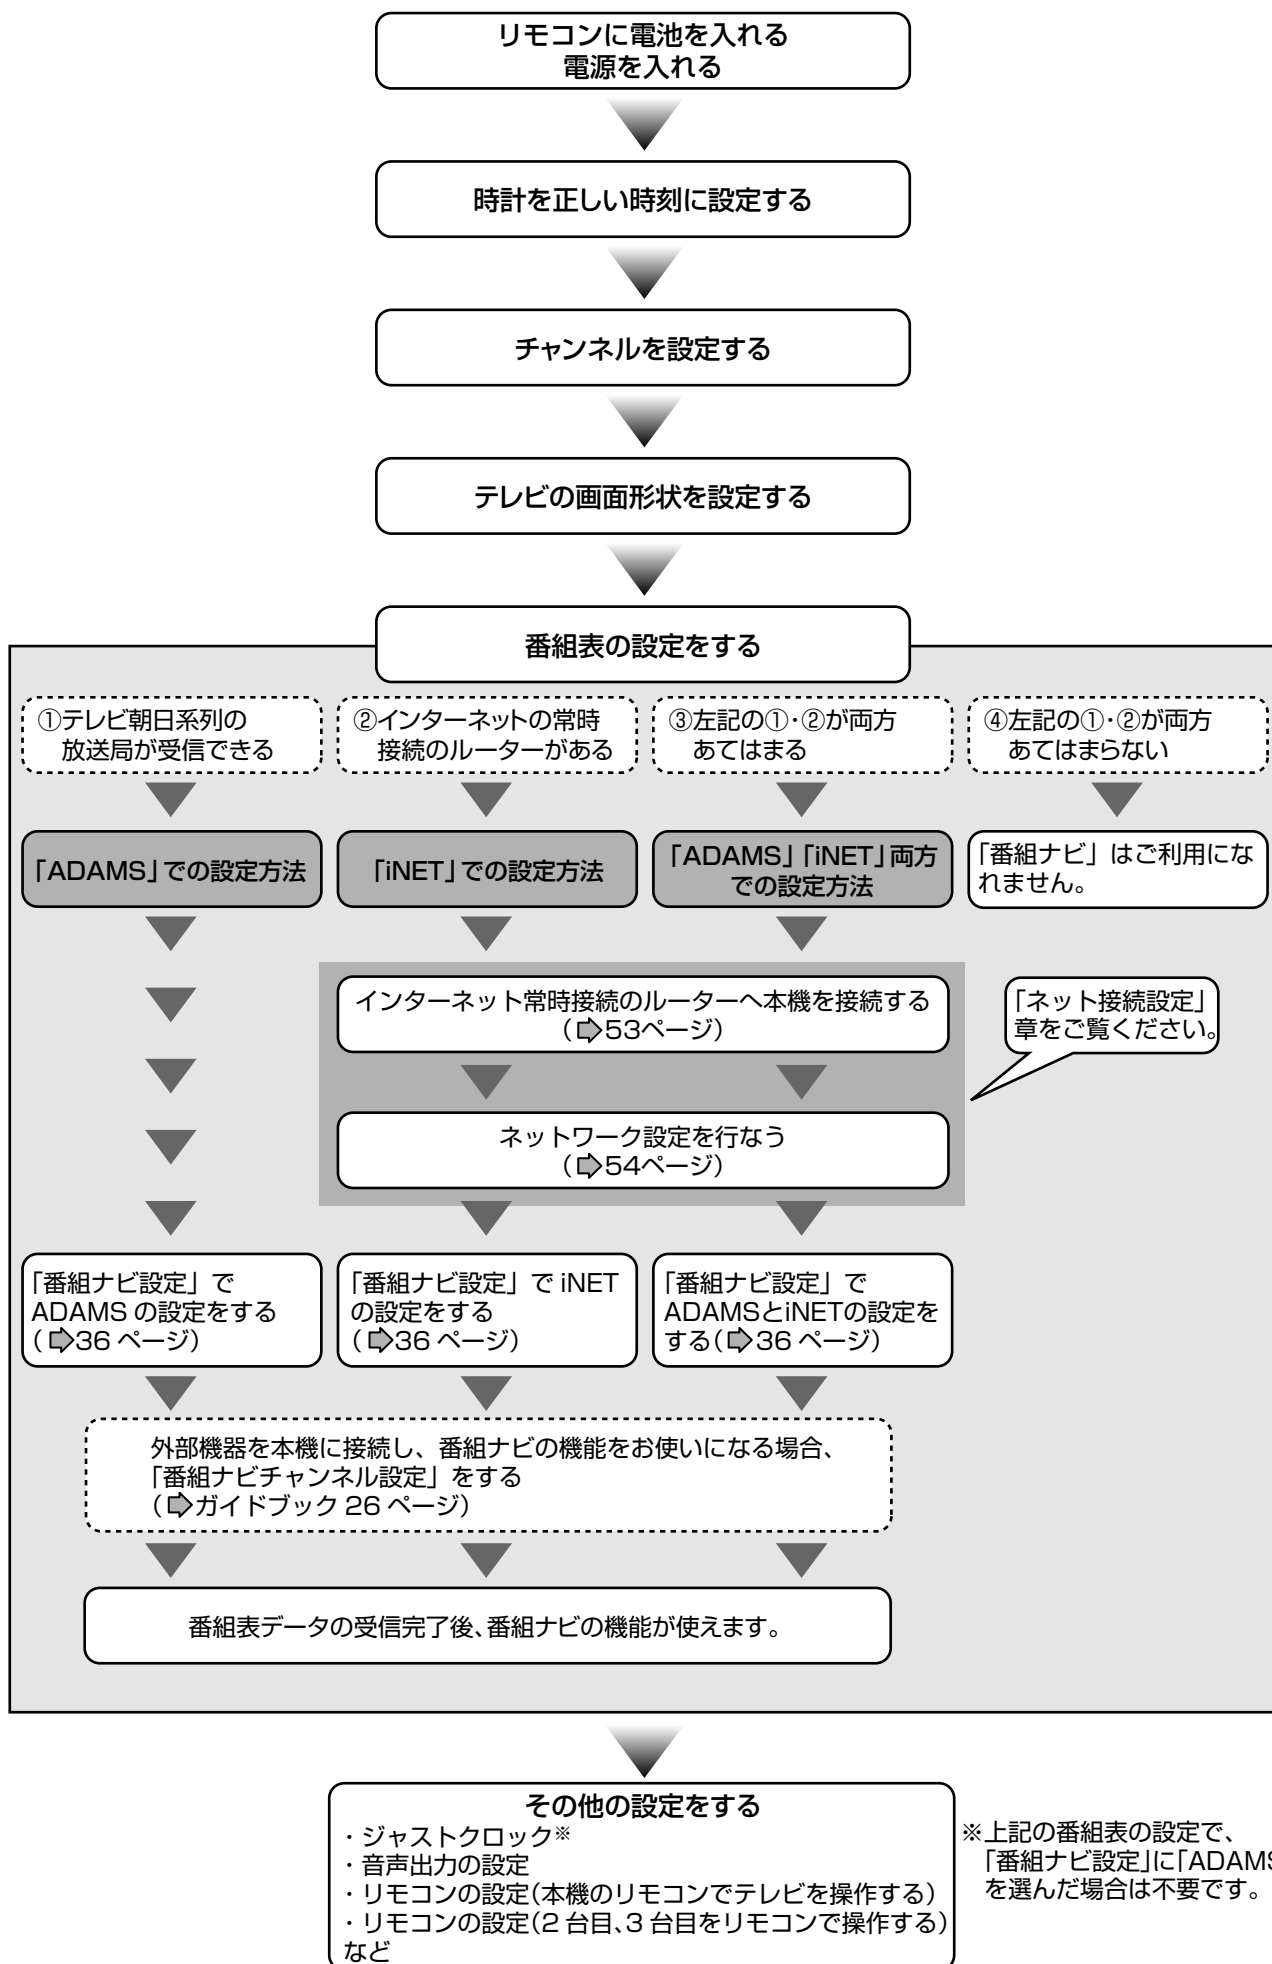 リモコンに電池を入れる
電源を入れる
時計を正しい時刻に設定する
チャンネルを設定する
テレビの画面形状を設定する
番組表の設定をする
①テレビ朝日系列の
放送局が受信できる
②インターネットの常時
接続のルーターがある
③左記の①・②が両方
あてはまる
④左記の①・②が両方
あてはまらない
「ADAMS」での設定方法
「iNET」での設定方法
「ADAMS」「iNET」両方
での設定方法
「番組ナビ」はご利用にな
れません。
インターネット常時接続のルーターへ本機を接続する
（⇨53ページ）
「ネット接続設定」
章をご覧ください。
ネットワーク設定を行なう
（⇨54ページ）
「番組ナビ設定」で
ADAMS の設定をする
（⇨36 ページ）
「番組ナビ設定」で iNET
の設定をする
（⇨36 ページ）
「番組ナビ設定」で
ADAMSとiNETの設定を
する（⇨36 ページ）
外部機器を本機に接続し、番組ナビの機能をお使いになる場合、
「番組ナビチャンネル設定」をする
（⇨ガイドブック 26 ページ）
番組表データの受信完了後、番組ナビの機能が使えます。
その他の設定をする
・ジャストクロック※
・音声出力の設定
・リモコンの設定（本機のリモコンでテレビを操作する）
・リモコンの設定（2 台目、3 台目をリモコンで操作する）
など
※上記の番組表の設定で、
「番組ナビ設定」に「ADAMS
を選んだ場合は不要です。